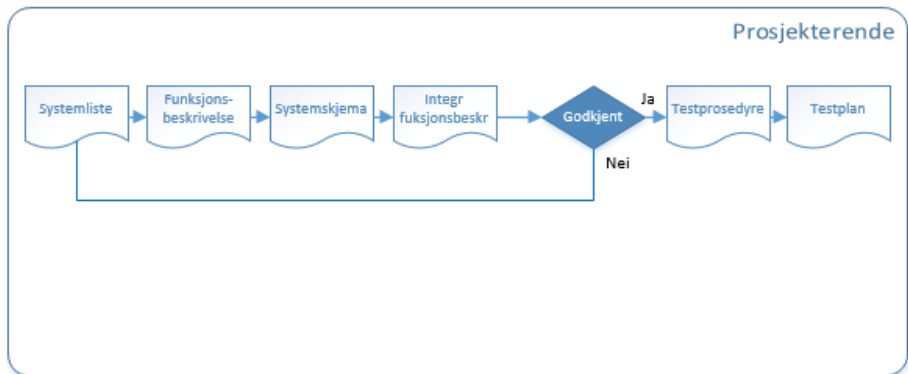 Prosjekterende
Systemliste
Funksjons-
beskrivelse
Systemskjema
Integr
fuksjonsbeskr
Godkjent
Ja
Nei
Testprosedyre
Testplan